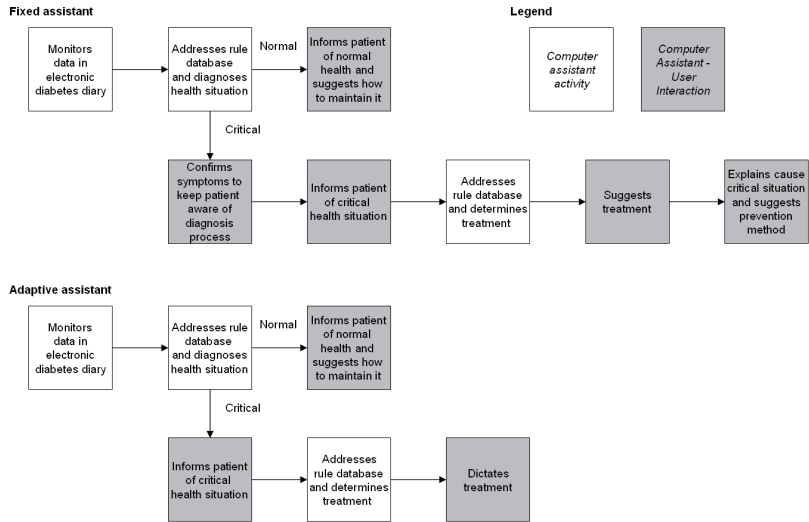 Fixed assistant
Legend
Monitors
data in
electronic
diabetes diary
Addresses rule
database
and diagnoses
health situation
Normal
Informs patient
of normal
health and
suggests how
to maintain it
Computer
assistant
activity
Computer
Assistant -
User
Interaction
Critical
Confirms
symptoms to
keep patient
aware of
diagnosis
process
Informs patient
of critical
health situation
Addresses
rule database
and determines
treatment
Suggests
treatment
Explains cause
critical situation
and suggests
prevention
method
Adaptive assistant
Monitors
data in
electronic
diabetes diary
Addresses rule
database
and diagnoses
health situation
Normal
Informs patient
of normal
health and
suggests how
to maintain it
Critical
Informs patient
of critical
health situation
Addresses
rule database
and determines
treatment
Dictates
treatment